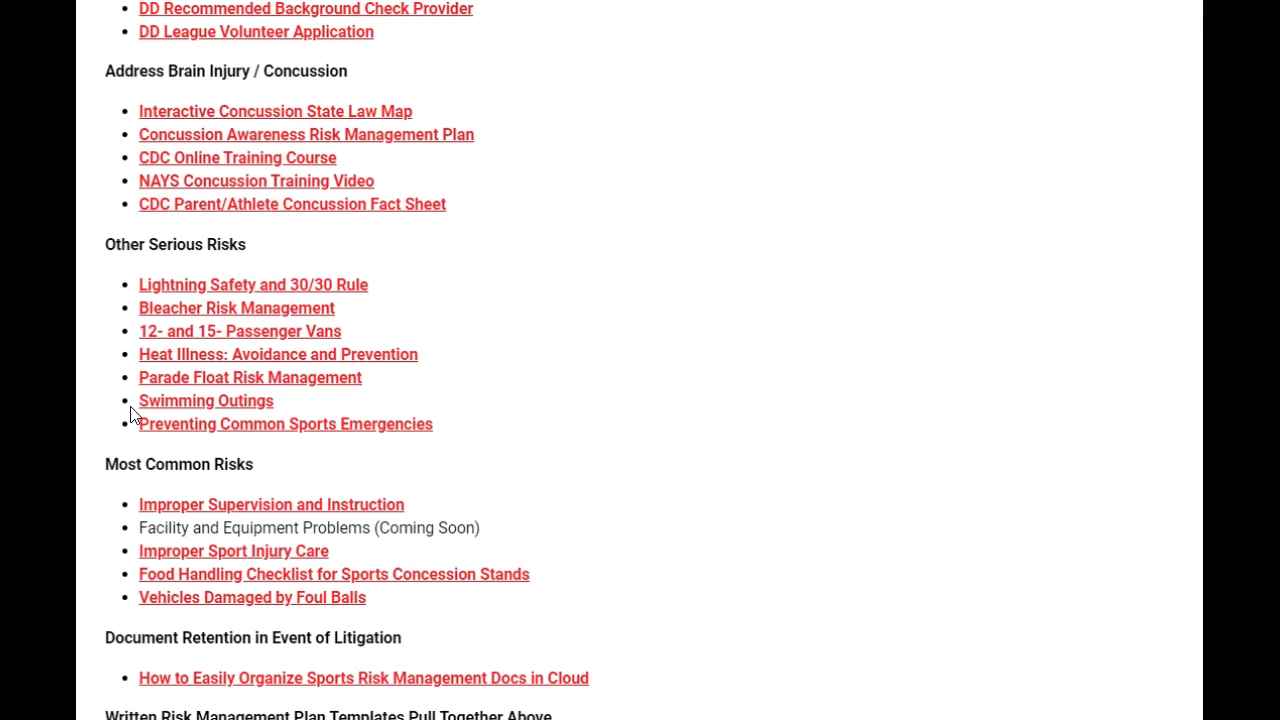 DD Recommended Background Check Provider
DD League Volunteer Application
Address Brain Injury / Concussion
Interactive Concussion State Law Map
Concussion Awareness Risk Management Plan
CDC Online Training Course
NAYS Concussion Training Video
CDC Parent/Athlete Concussion Fact Sheet
Other Serious Risks
Lightning Safety and 30/30 Rule
Bleacher Risk Management
12- and 15- Passenger Vans
Heat Illness: Avoidance and Prevention
Parade Float Risk Management
Swimming Outings
Preventing Common Sports Emergencies
Most Common Risks
Improper Supervision and Instruction
Facility and Equipment Problems (Coming Soon)
Improper Sport Injury Care
Food Handling Checklist for Sports Concession Stands
Vehicles Damaged by Foul Balls
Document Retention in Event of Litigation
How to Easily Organize Sports Risk Management Docs in Cloud
Written Risk Management Plan Templates Pull Together Above